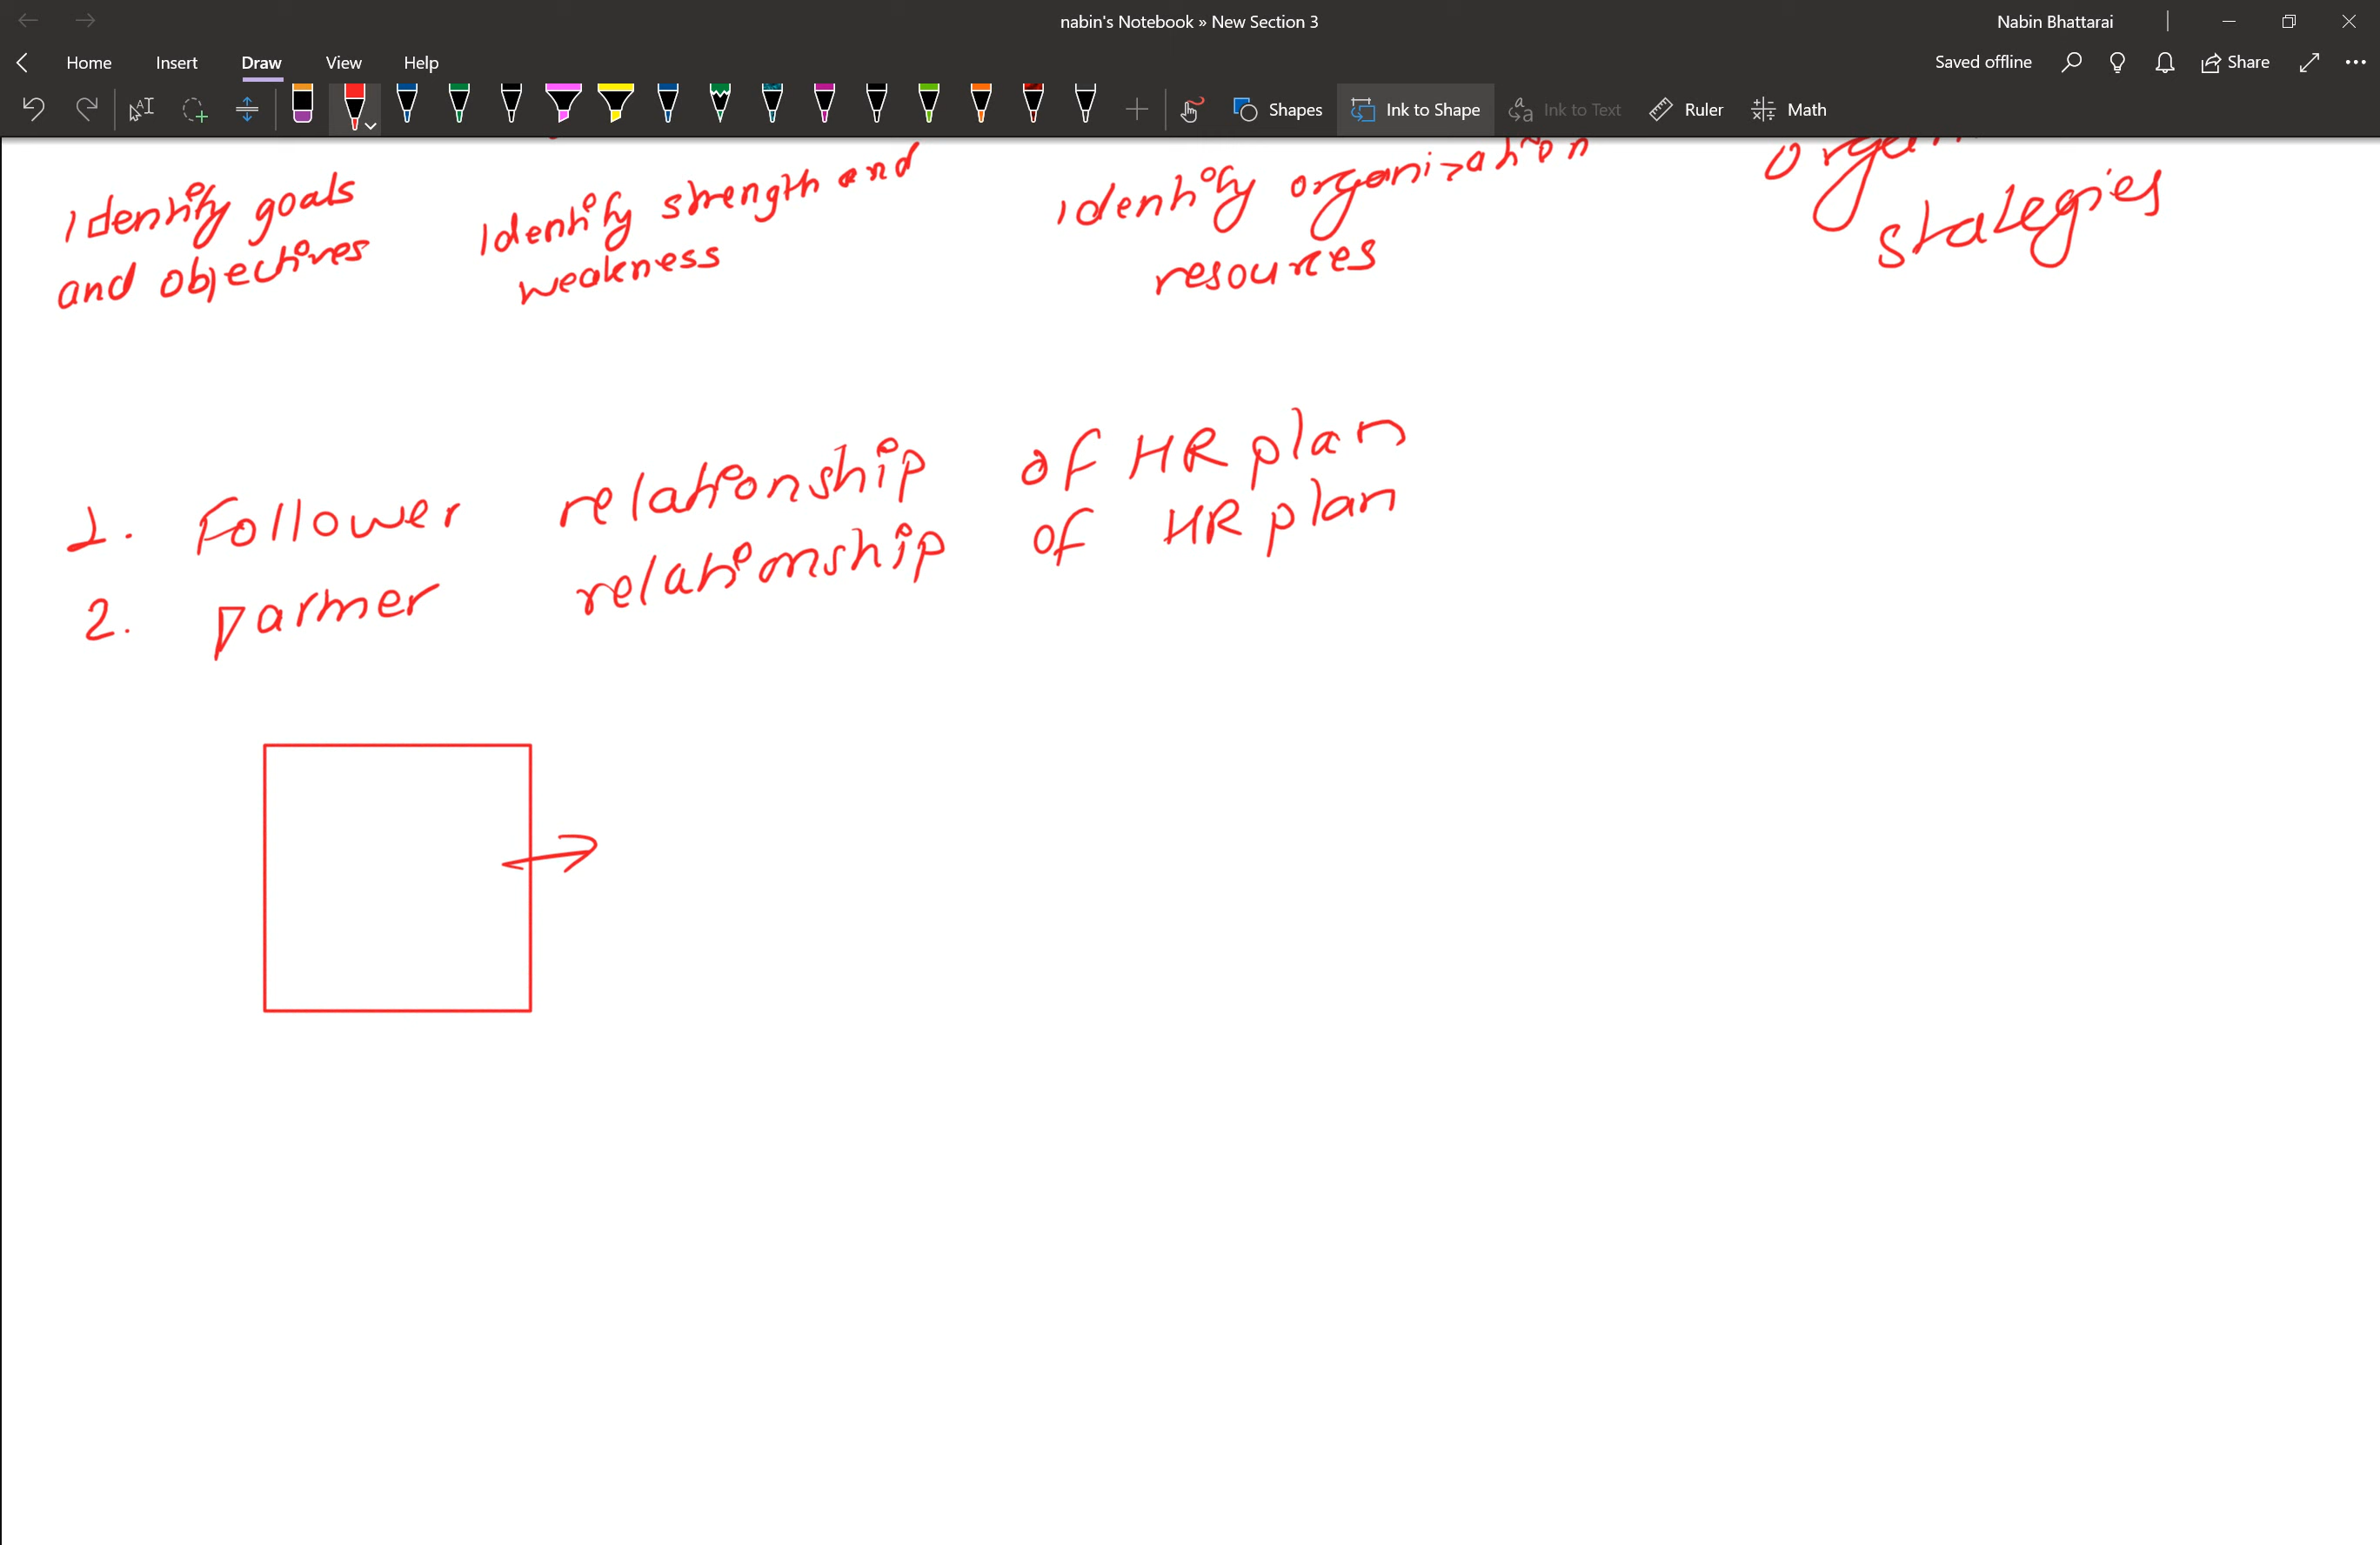 nabin's Notebook » New Section 3
Nabin Bhattarai
Home Insert Draw View Help
Saved offline
Share
Shapes
Ink to Shape
Ink to Text
Ruler
Math
Identify goals
and objectives
Identify strength and
weakness
Identify organization
resources
stategies
1. Follower relationship of HR plan
2. Partner relationship of HR plan